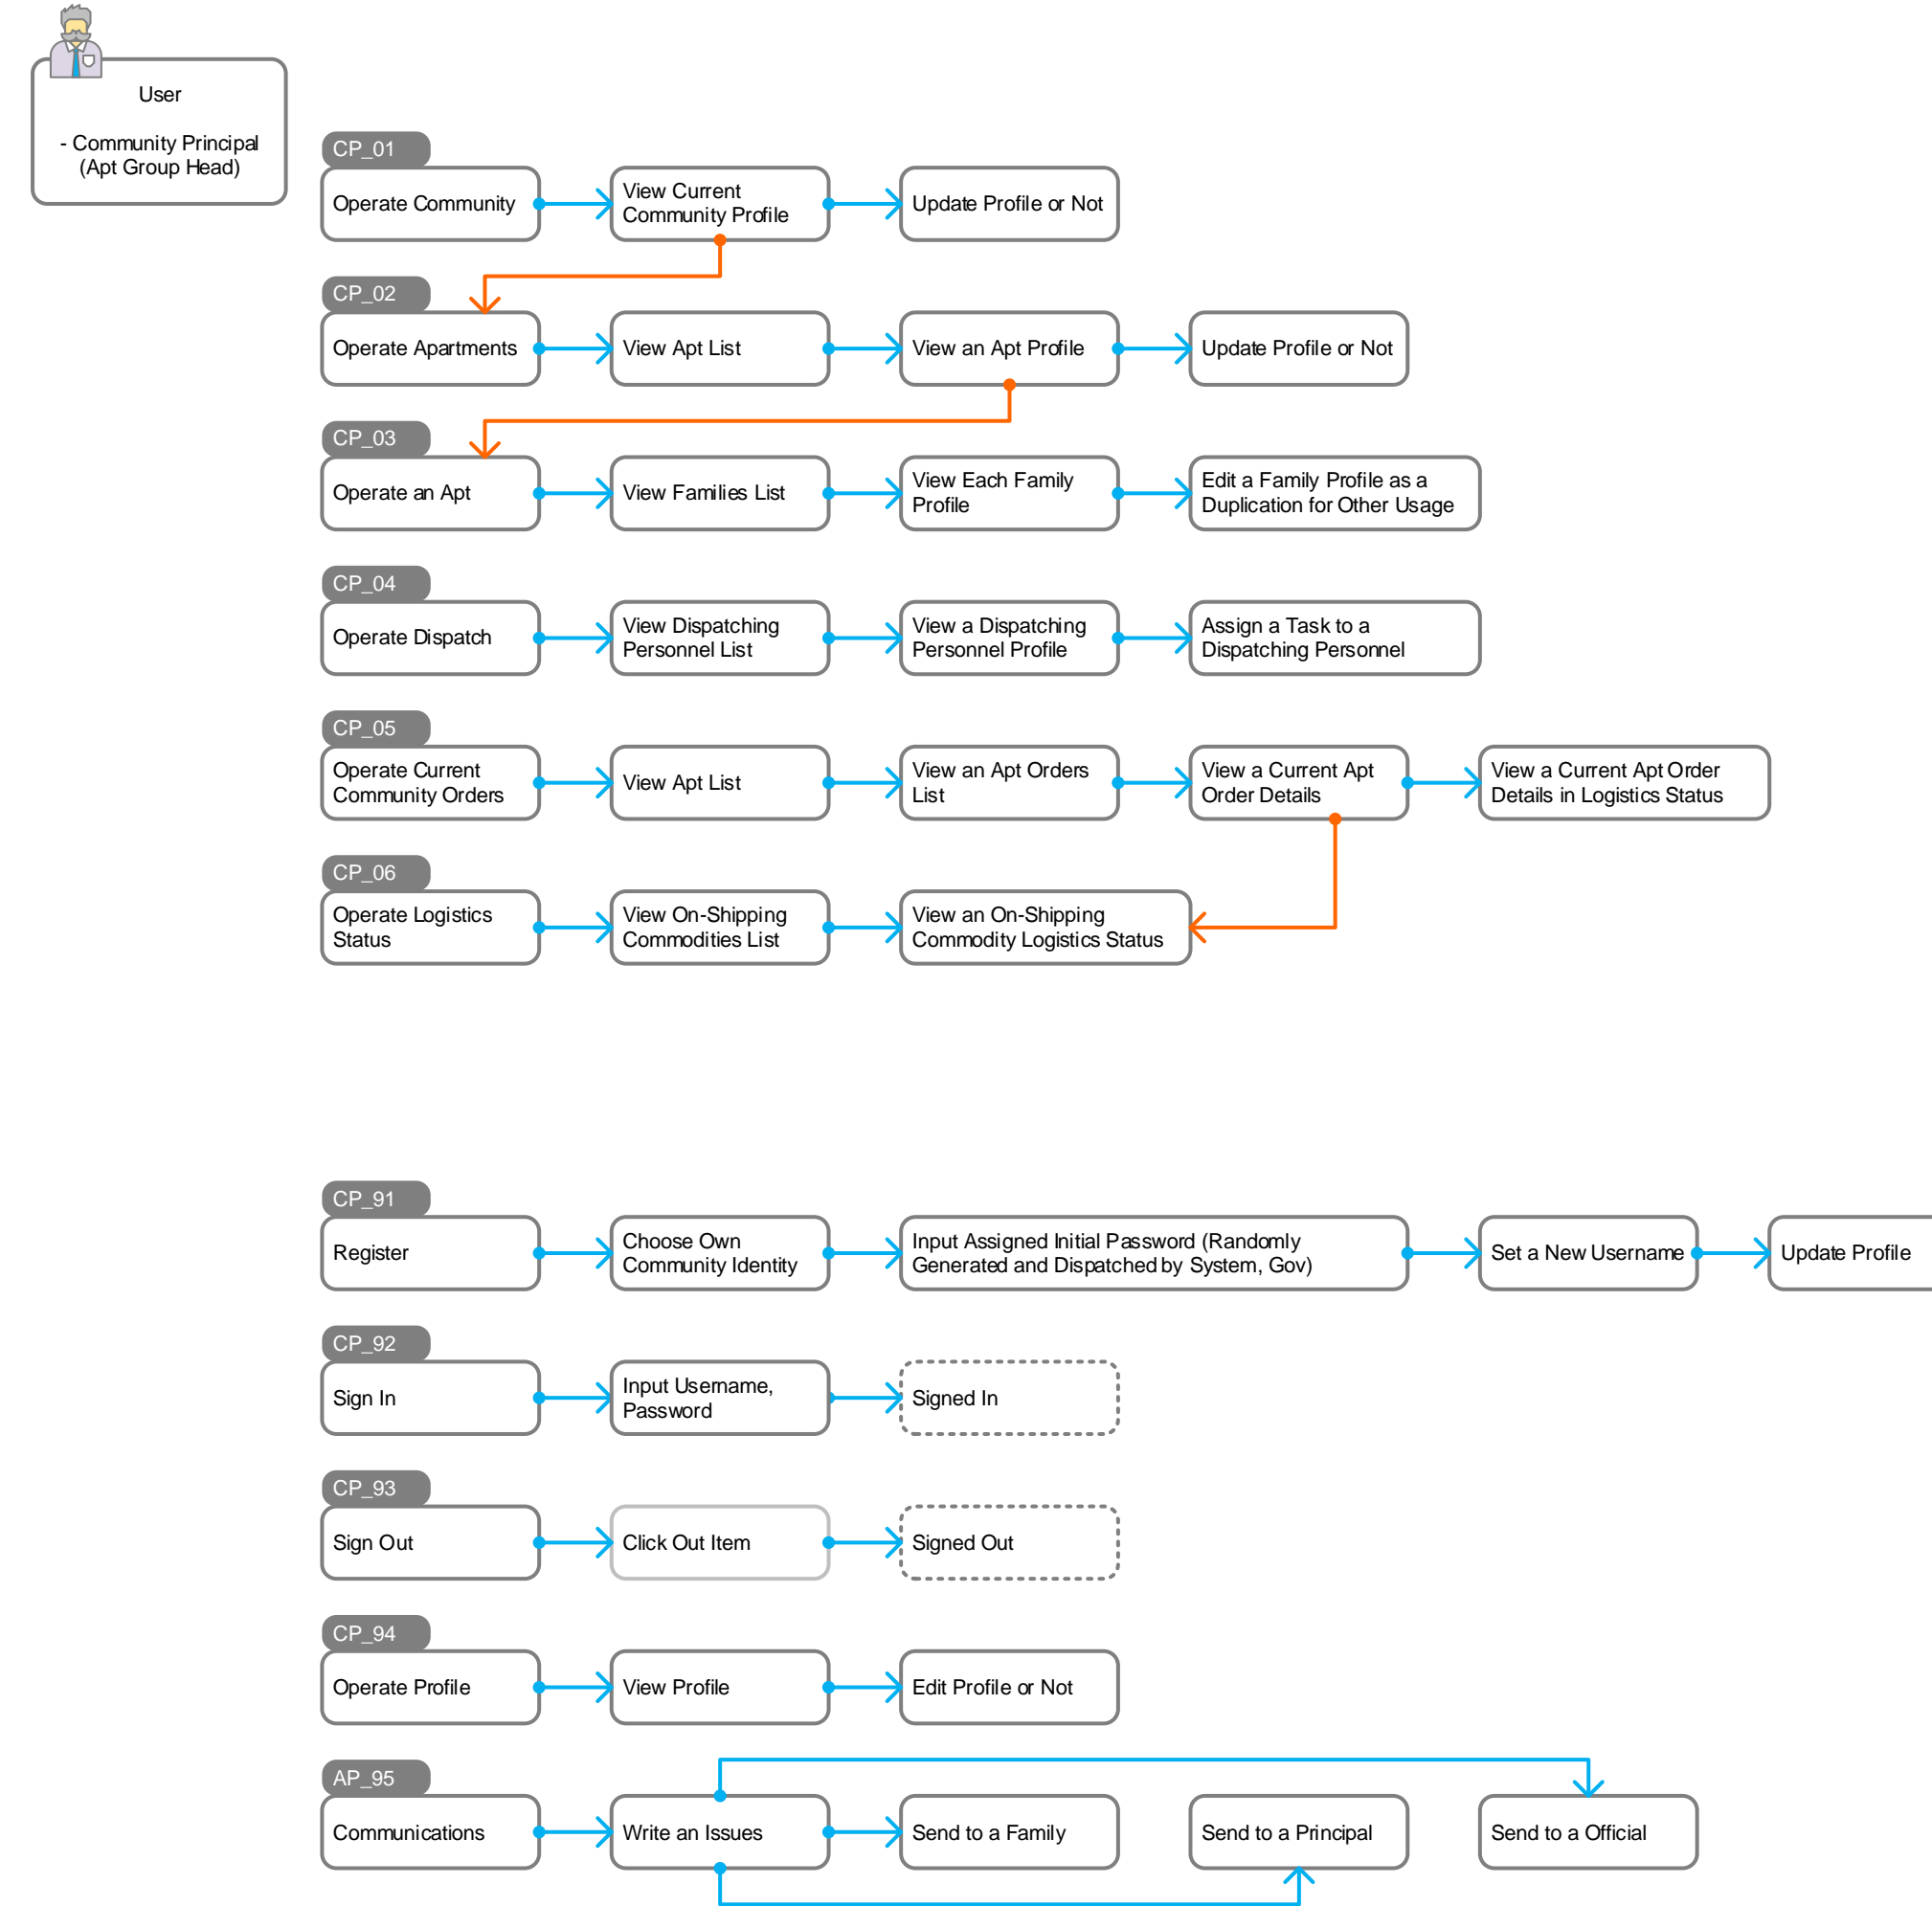 User
- Community Principal
(Apt Group Head)
CP_01
Operate Community
View Current
Community Profile
Update Profile or Not
CP_02
Operate Apartments
View Apt List
View an Apt Profile
Update Profile or Not
CP_03
Operate an Apt
View Families List
View Each Family
Profile
Edit a Family Profile as a
Duplication for Other Usage
CP_04
Operate Dispatch
View Dispatching
Personnel List
View a Dispatching
Personnel Profile
Assign a Task to a
Dispatching Personnel
CP_05
Operate Current
Community Orders
View Apt List
View an Apt Orders
List
View a Current Apt
Order Details
View a Current Apt Order
Details in Logistics Status
CP_06
Operate Logistics
Status
View On-Shipping
Commodities List
View an On-Shipping
Commodity Logistics Status
CP_91
Register
Choose Own
Community Identity
Input Assigned Initial Password (Randomly
Generated and Dispatched by System, Gov)
Set a New Username
Update Profile
CP_92
Sign In
Input Username,
Password
Signed In
CP_93
Sign Out
Click Out Item
Signed Out
CP_94
Operate Profile
View Profile
Edit Profile or Not
AP_95
Communications
Write an Issues
Send to a Family
Send to a Principal
Send to a Official